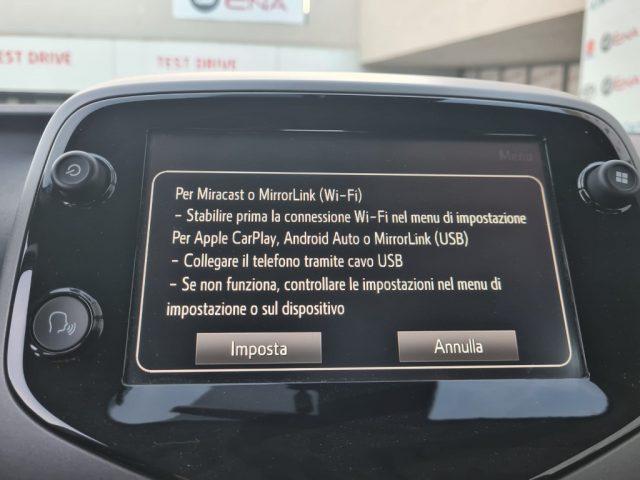 ENA
TEST DRIVE
TEST DRIVE
Menu
Per Miracast o MirrorLink (Wi-Fi)
- Stabilire prima la connessione Wi-Fi nel menu di impostazione
Per Apple CarPlay, Android Auto o MirrorLink (USB)
- Collegare il telefono tramite cavo USB
- Se non funziona, controllare le impostazioni nel menu di
impostazione o sul dispositivo
Imposta
Annulla